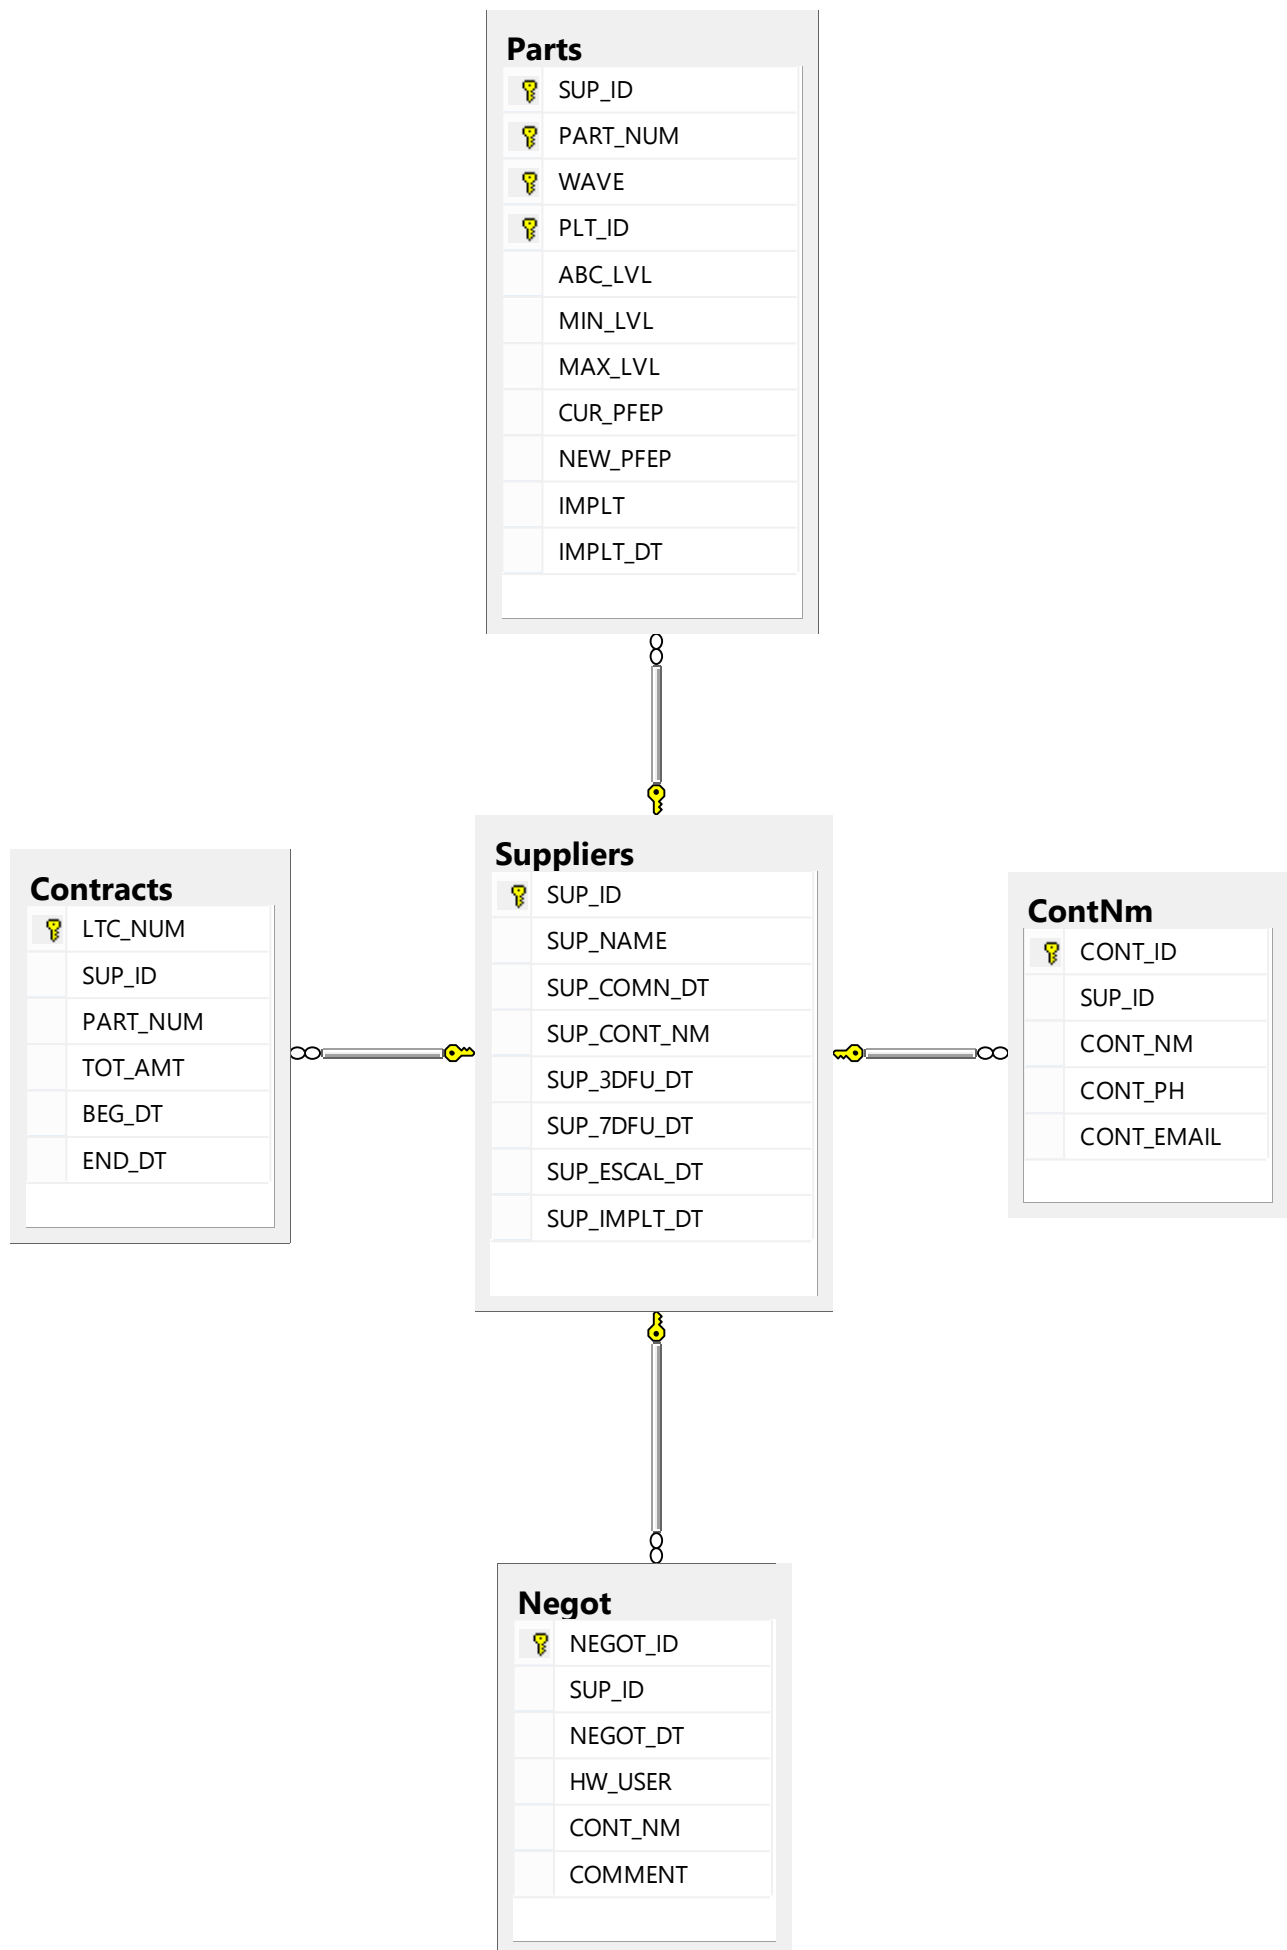 Parts
SUP_ID
PART_NUM
WAVE
PLT_ID
ABC_LVL
MIN_LVL
MAX_LVL
CUR_PFEP
NEW_PFEP
IMPLT
IMPLT_DT
Contracts
LTC_NUM
SUP_ID
PART_NUM
TOT_AMT
BEG_DT
END_DT
Suppliers
SUP_ID
SUP_NAME
SUP_COMN_DT
SUP_CONT_NM
SUP_3DFU_DT
SUP_7DFU_DT
SUP_ESCAL_DT
SUP_IMPLT_DT
ContNm
CONT_ID
SUP_ID
CONT_NM
CONT_PH
CONT_EMAIL
Negot
NEGOT_ID
SUP_ID
NEGOT_DT
HW_USER
CONT_NM
COMMENT